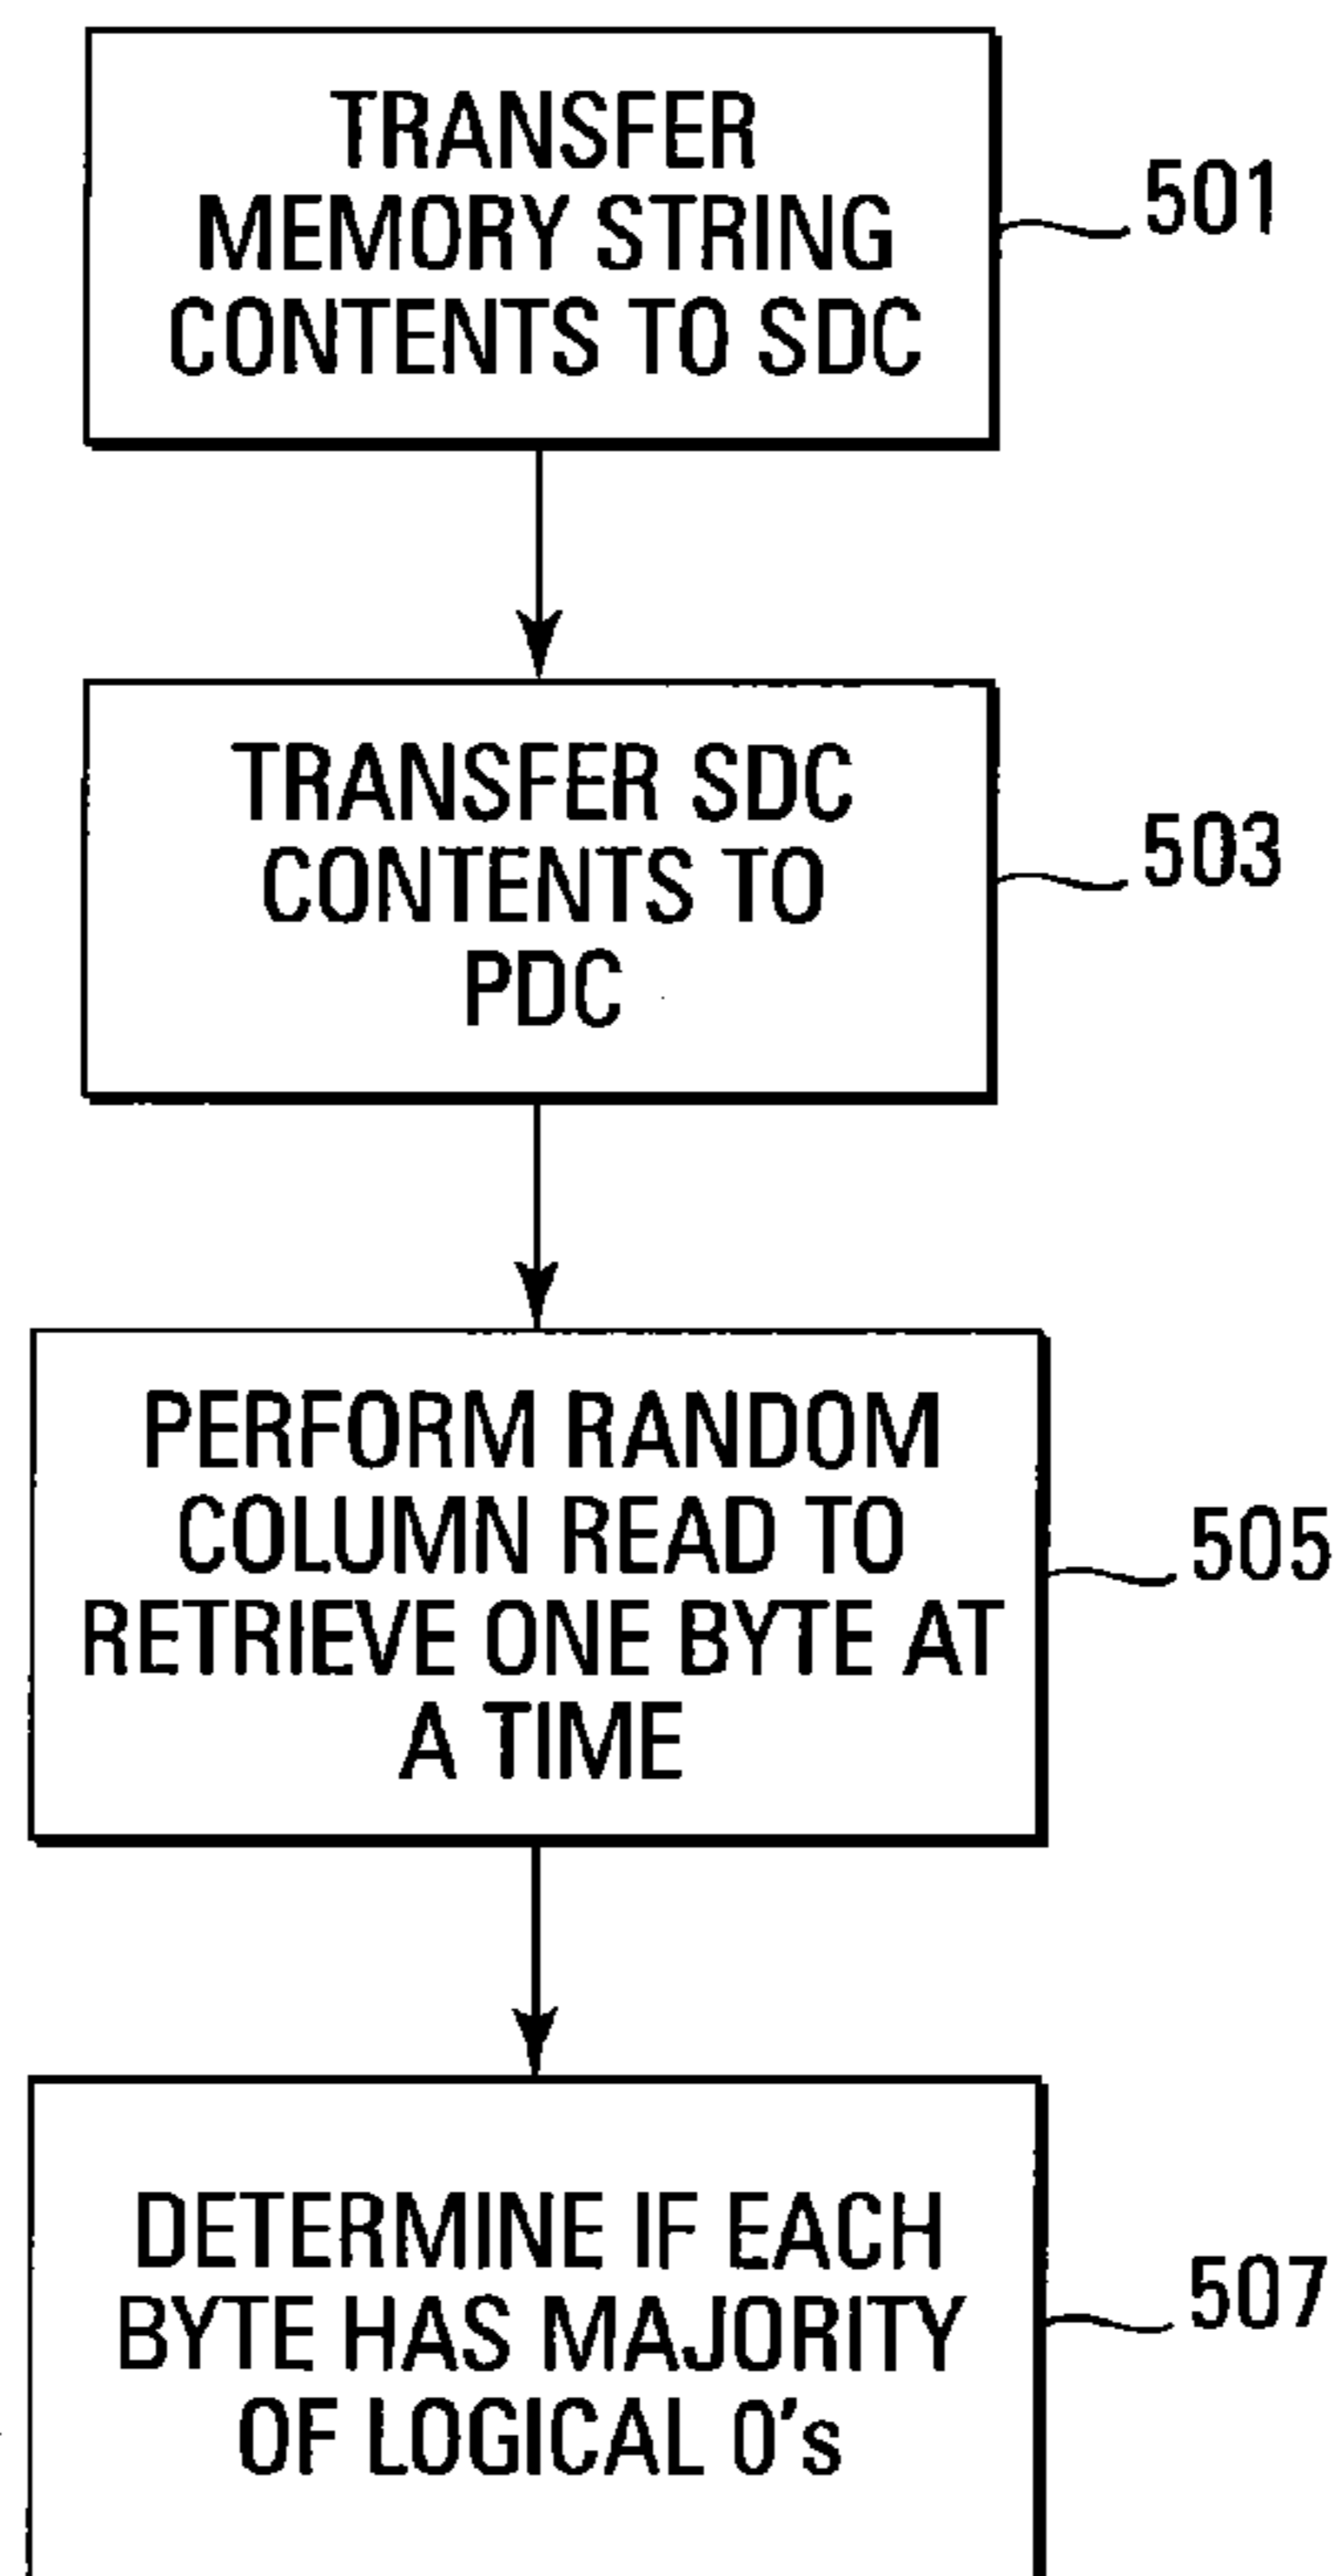 TRANSFER
MEMORY STRING
CONTENTS TO SDC
501
TRANSFER SDC
CONTENTS TO
PDC
503
PERFORM RANDOM
COLUMN READ TO
RETRIEVE ONE BYTE AT
A TIME
505
DETERMINE IF EACH
BYTE HAS MAJORITY
OF LOGICAL 0's
507